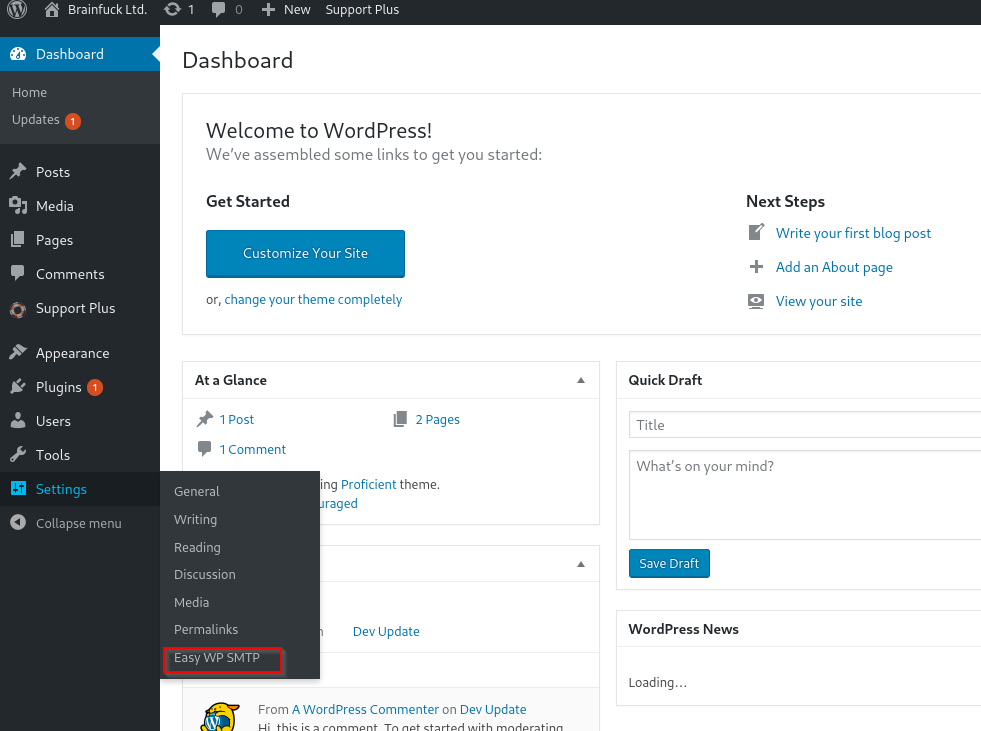 Brainfuck Ltd. 1 0 New Support Plus
Dashboard
Home
Updates 1
Posts
Media
Pages
Comments
Support Plus
Appearance
Plugins 1
Users
Tools
Settings
Collapse menu
General
Writing
Reading
Discussion
Media
Permalinks
Easy WP SMTP
Dashboard
Welcome to WordPress!
We've assembled some links to get you started:
Get Started
Customize Your Site
or, change your theme completely
Next Steps
Write your first blog post
Add an About page
View your site
At a Glance
1 Post 2 Pages
1 Comment
ing Proficient theme.
uraged
Dev Update
From A WordPress Commenter on Dev Update
Hi, this is a comment. To get started with moderating,
Quick Draft
Title
What's on your mind?
Save Draft
WordPress News
Loading…